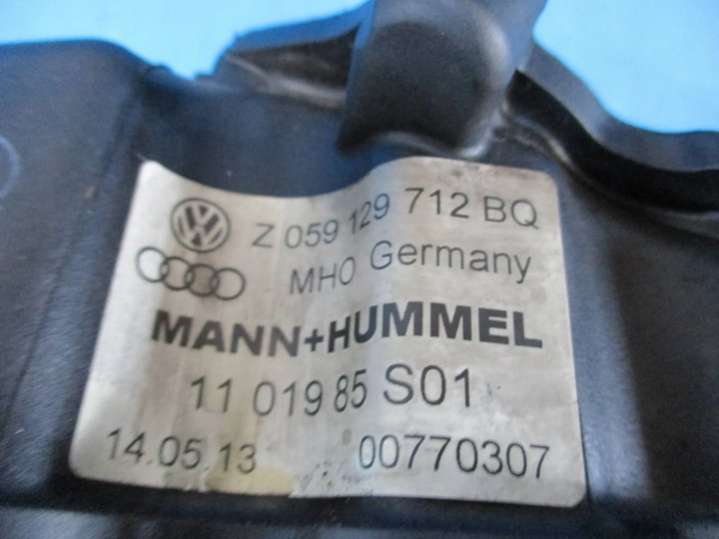 Z 059 129 712 BQ
MHO Germany
MANN+HUMMEL
11 019 85 S01
14.05.13 00770307